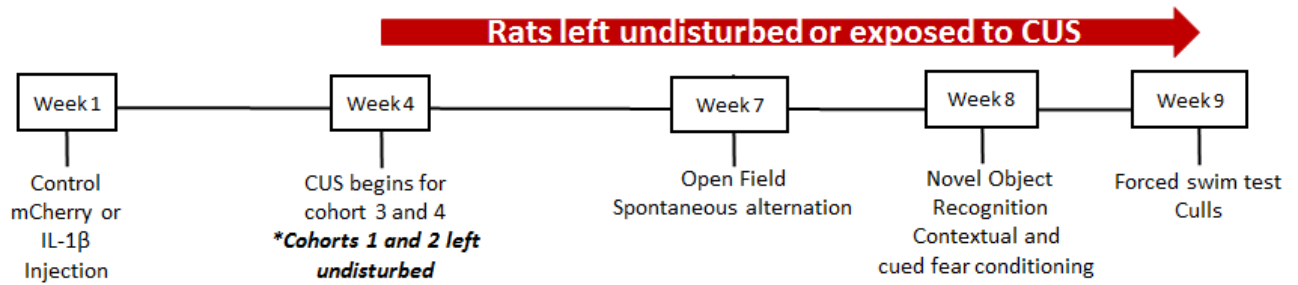 Rats left undisturbed or exposed to CUS
Week 1
Week 4
Week 7
Week 8
Week 9
Control
mCherry or
IL-1β
Injection
CUS begins for
cohort 3 and 4
*Cohorts 1 and 2 left
undisturbed
Open Field
Spontaneous alternation
Novel Object
Recognition
Contextual and
cued fear conditioning
Forced swim test
Culls